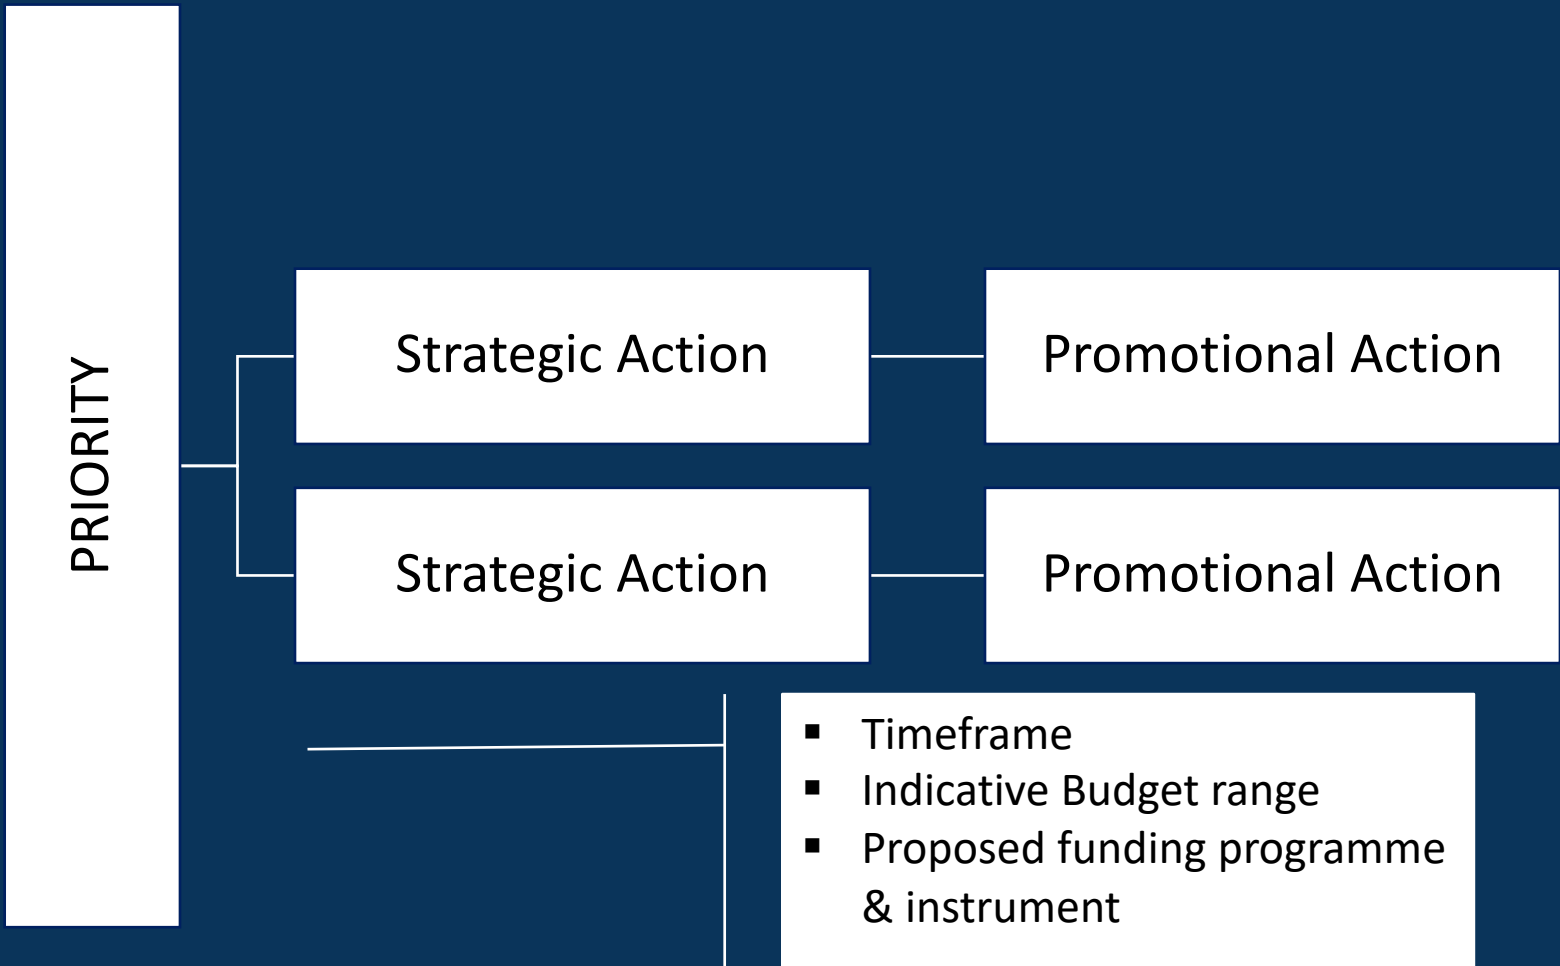 PRIORITY
Strategic Action
Promotional Action
Strategic Action
Promotional Action
▪ Timeframe
▪ Indicative Budget range
▪ Proposed funding programme
& instrument